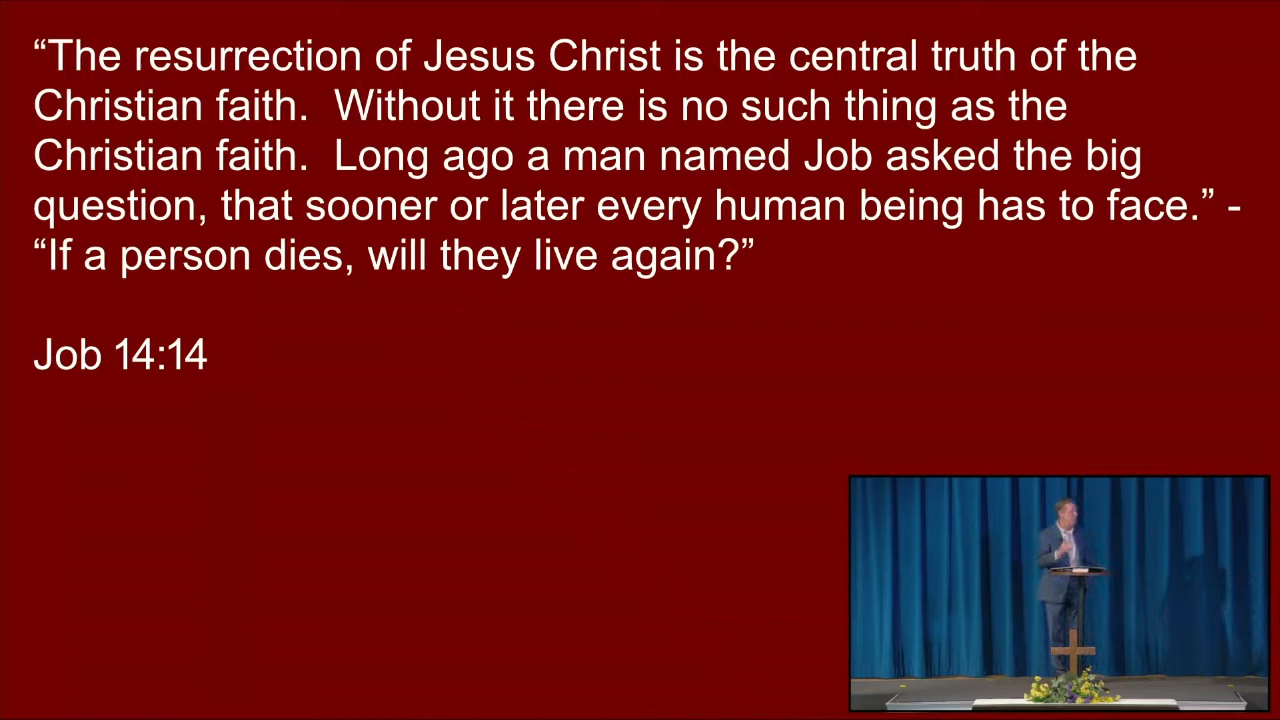 “The resurrection of Jesus Christ is the central truth of the
Christian faith.  Without it there is no such thing as the
Christian faith.  Long ago a man named Job asked the big
question, that sooner or later every human being has to face.” -
“If a person dies, will they live again?”
Job 14:14